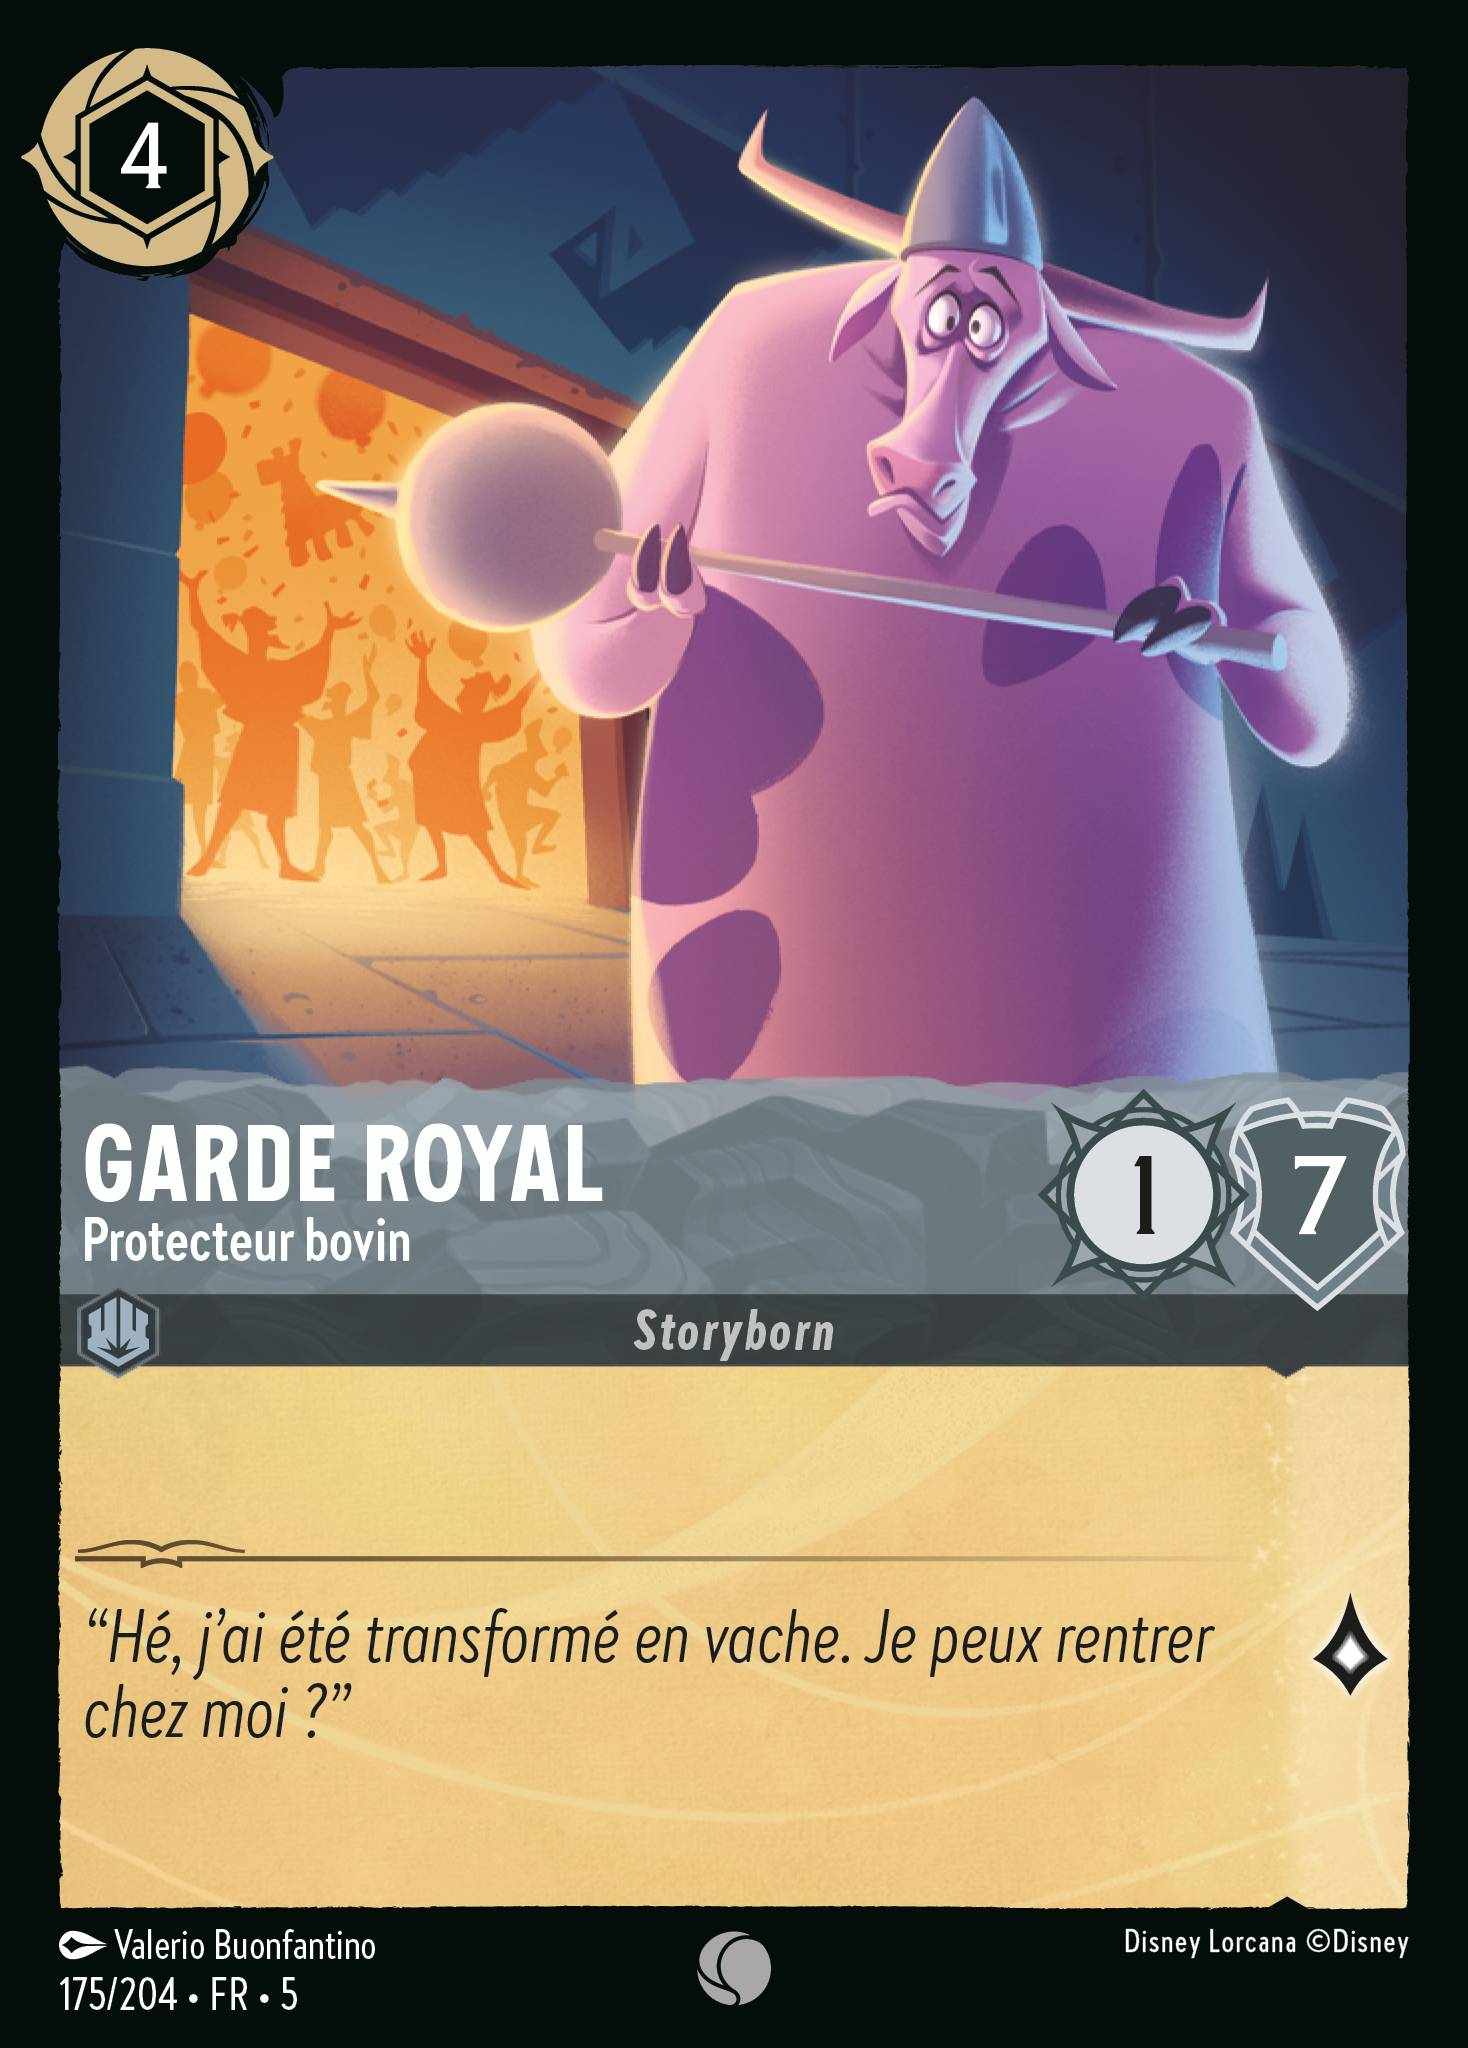 4
GARDE ROYAL
Protecteur bovin
1
7
Storyborn
“Hé, j’ai été transformé en vache. Je peux rentrer
chez moi ?”
Valerio Buonfantino
Disney Lorcana ©Disney
175/204 • FR • 5